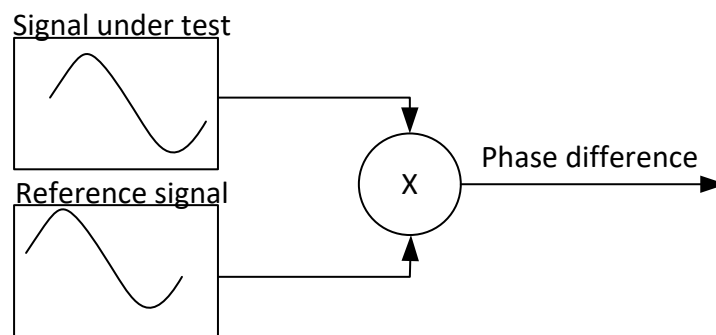 Signal under test
Reference signal
X
Phase difference